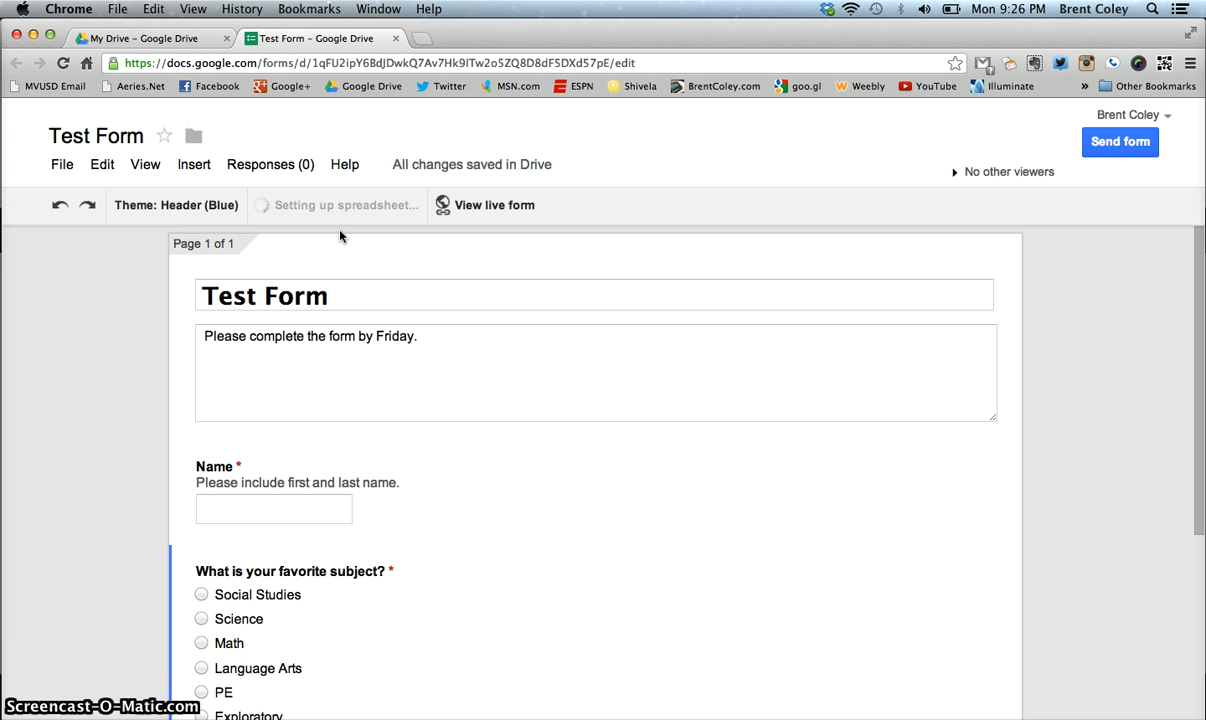 Chrome File Edit View History Bookmarks Window Help Mon 9:26 PM Brent Coley
My Drive – Google Drive Test Form – Google Drive
https://docs.google.com/forms/d/1qFU2ipY6BdJDwkQ7Av7Hk9lTw2o5ZQ8D8dF5DXd57pE/edit
MVUSD Email Aeries.Net Facebook Google+ Google Drive Twitter MSN.com ESPN Shivela BrentColey.com goo.gl Weebly YouTube Illuminate » Other Bookmarks
Brent Coley
Test Form
Send form
File Edit View Insert Responses (0) Help All changes saved in Drive
No other viewers
Theme: Header (Blue) Setting up spreadsheet... View live form
Page 1 of 1
Test Form
Please complete the form by Friday.
Name *
Please include first and last name.
What is your favorite subject? *
Social Studies
Science
Math
Language Arts
PE
Exploratory
Screencast-O-Matic.com